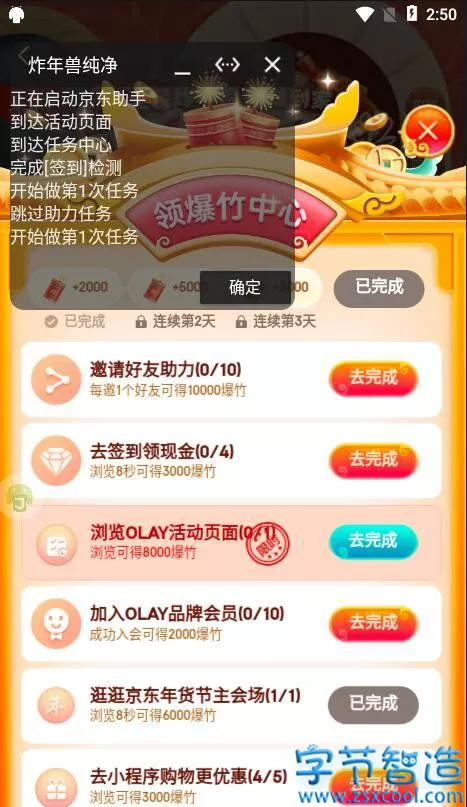 2:50
炸年兽纯净
正在启动京东助手
到达活动页面
到达任务中心
完成[签到]检测
开始做第1次任务
跳过助力任务
开始做第1次任务
领爆竹中心
确定
+2000
+5000
+8000
已完成
已完成
连续第2天
连续第3天
邀请好友助力(0/10)
每邀1个好友可得10000爆竹
去完成
去签到领现金(0/4)
浏览8秒可得3000爆竹
去完成
浏览OLAY活动页面(0/1)
浏览可得8000爆竹
限时
去完成
加入OLAY品牌会员(0/10)
成功入会可得2000爆竹
去完成
年
逛逛京东年货节主会场(1/1)
浏览8秒可得6000爆竹
已完成
去小程序购物更优惠(4/5)
浏览可得3000爆竹
字节智造
www.zsxcool.com